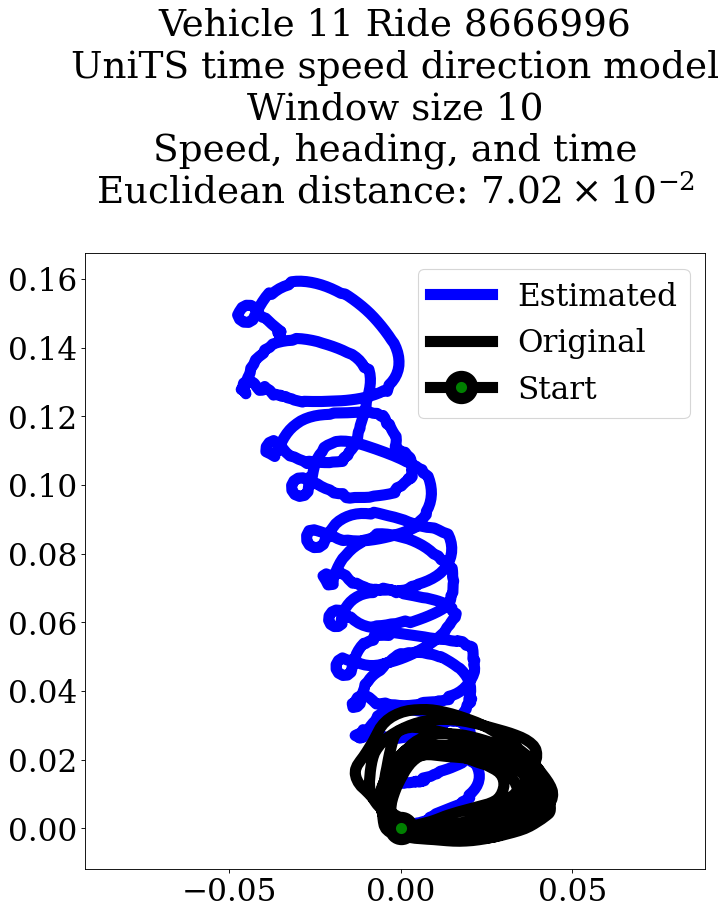 Vehicle 11 Ride 8666996
UniTS time speed direction model
Window size 10
Speed, heading, and time
Euclidean distance: 7.02 × 10⁻²
0.16
0.14
0.12
0.10
0.08
0.06
0.04
0.02
0.00
Estimated
Original
Start
−0.05
0.00
0.05